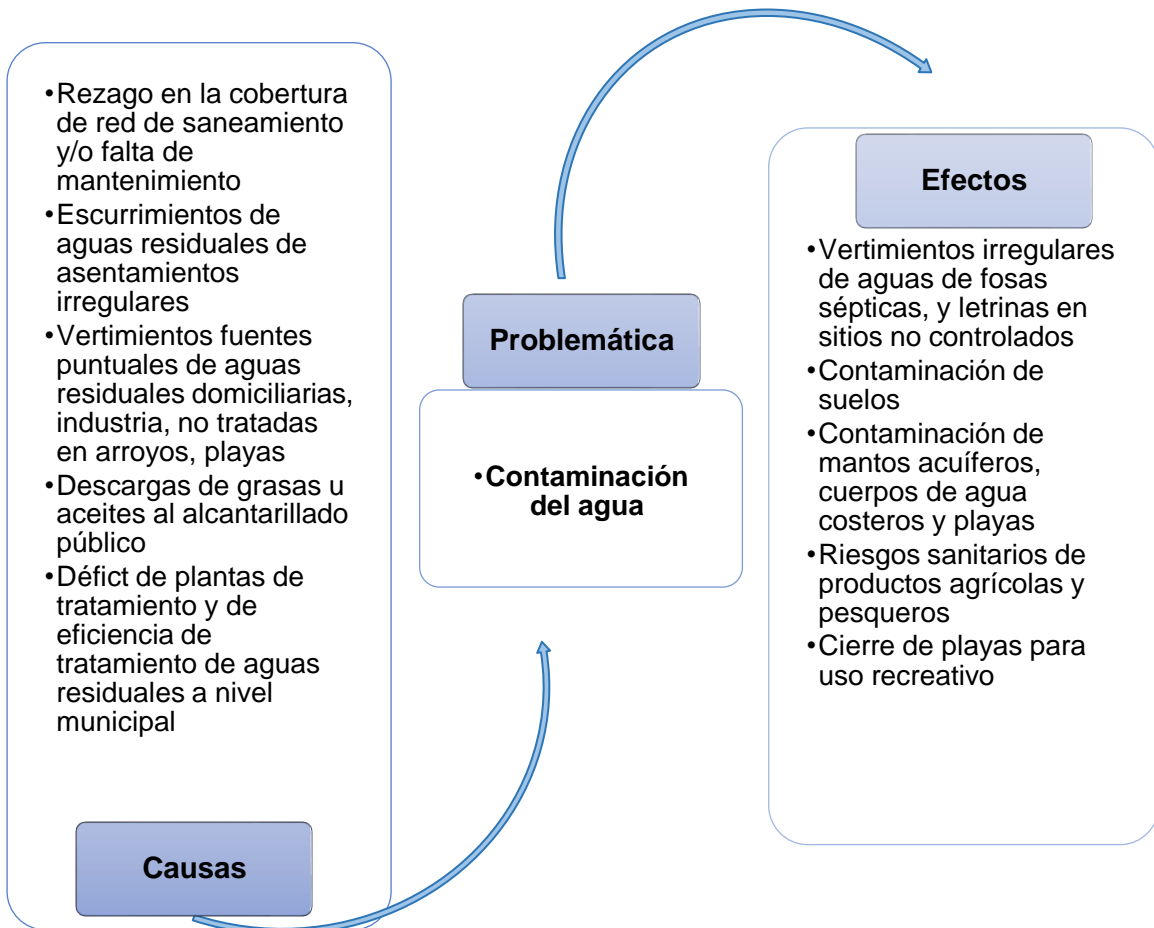 •Rezago en la cobertura
de red de saneamiento
y/o falta de
mantenimiento
•Escurrimientos de
aguas residuales de
asentamientos
irregulares
•Vertimientos fuentes
puntuales de aguas
residuales domiciliarias,
industria, no tratadas
en arroyos, playas
•Descargas de grasas u
aceites al alcantarillado
público
•Défict de plantas de
tratamiento y de
eficiencia de
tratamiento de aguas
residuales a nivel
municipal
Causas
Problemática
•Contaminación
del agua
Efectos
•Vertimientos irregulares
de aguas de fosas
sépticas, y letrinas en
sitios no controlados
•Contaminación de
suelos
•Contaminación de
mantos acuíferos,
cuerpos de agua
costeros y playas
•Riesgos sanitarios de
productos agrícolas y
pesqueros
•Cierre de playas para
uso recreativo